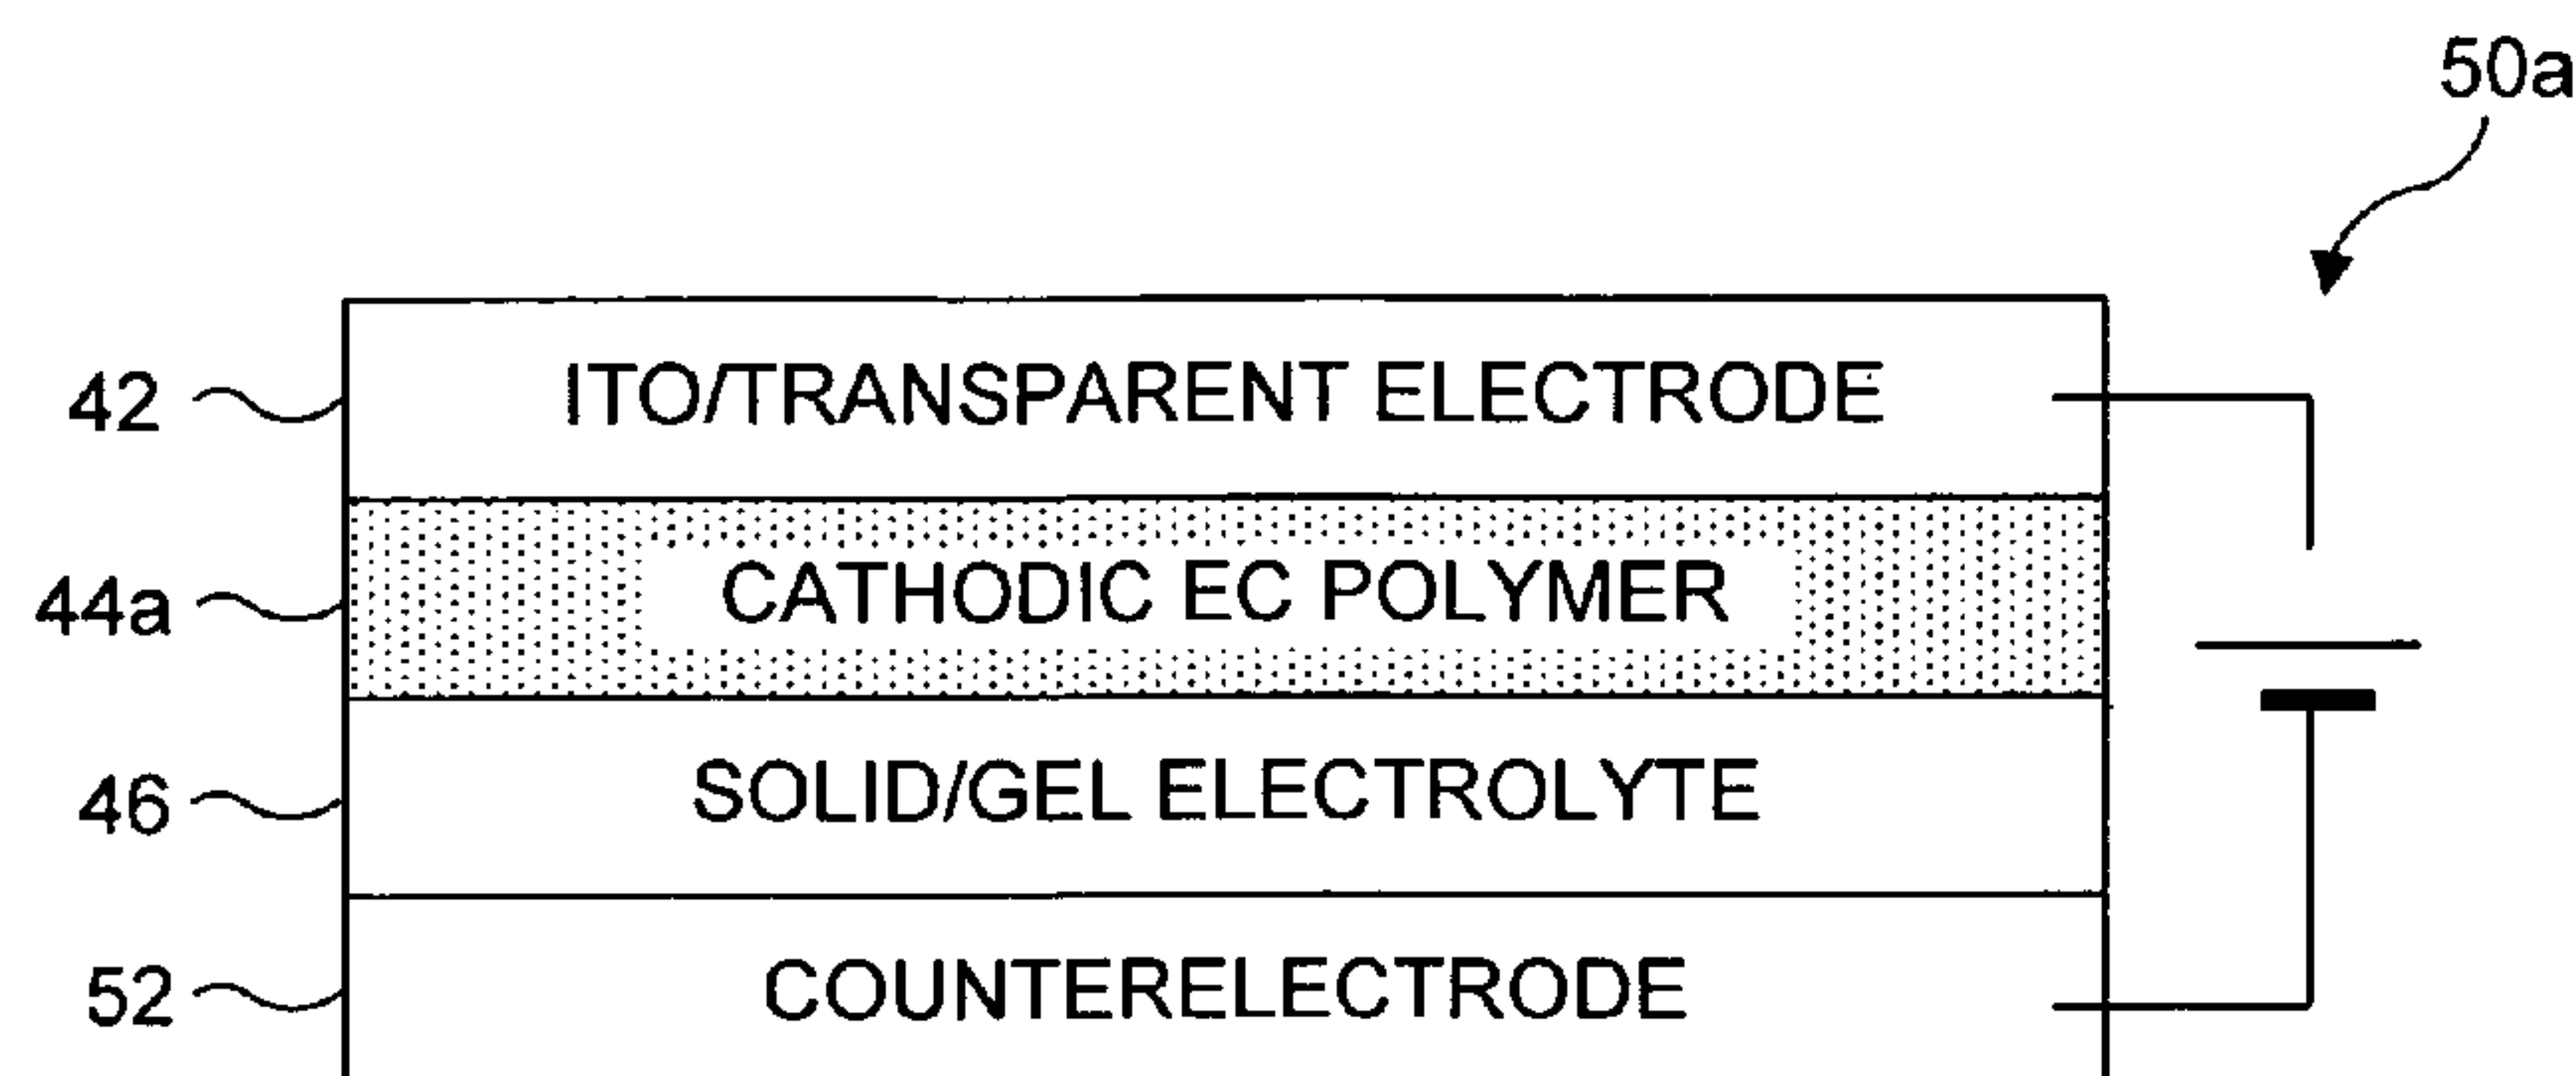 50a
42 ITO/TRANSPARENT ELECTRODE
44a CATHODIC EC POLYMER
46 SOLID/GEL ELECTROLYTE
52 COUNTERELECTRODE